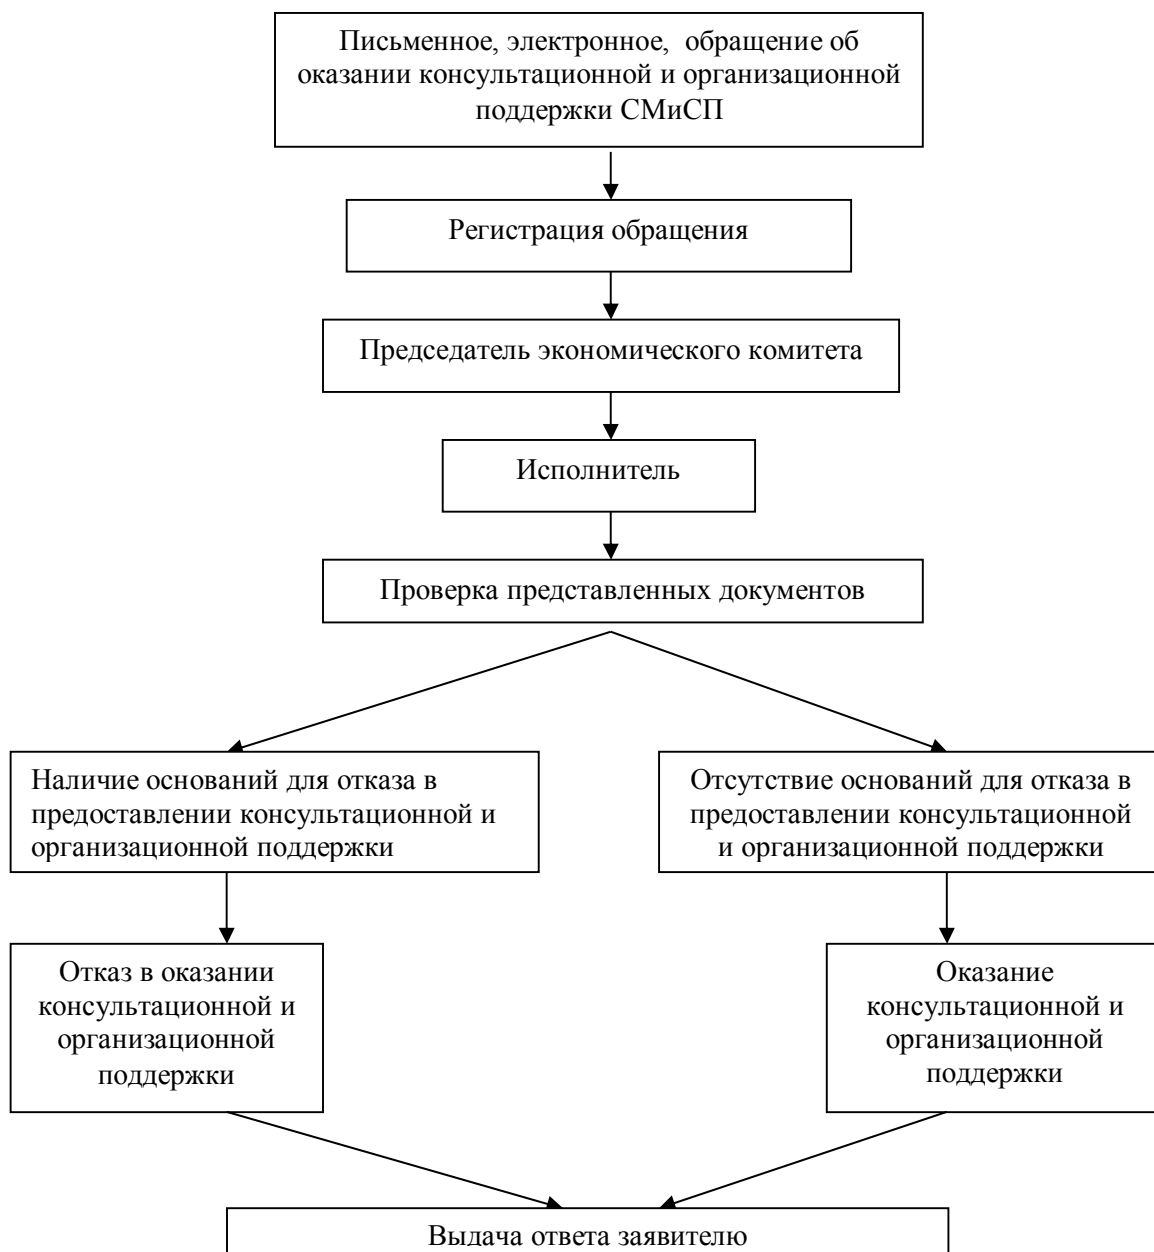 Письменное, электронное, обращение об
оказании консультационной и организационной
поддержки СМиСП
Регистрация обращения
Председатель экономического комитета
Исполнитель
Проверка представленных документов
Наличие оснований для отказа в
предоставлении консультационной и
организационной поддержки
Отсутствие оснований для отказа в
предоставлении консультационной
и организационной поддержки
Отказ в оказании
консультационной и
организационной
поддержки
Оказание
консультационной и
организационной
поддержки
Выдача ответа заявителю